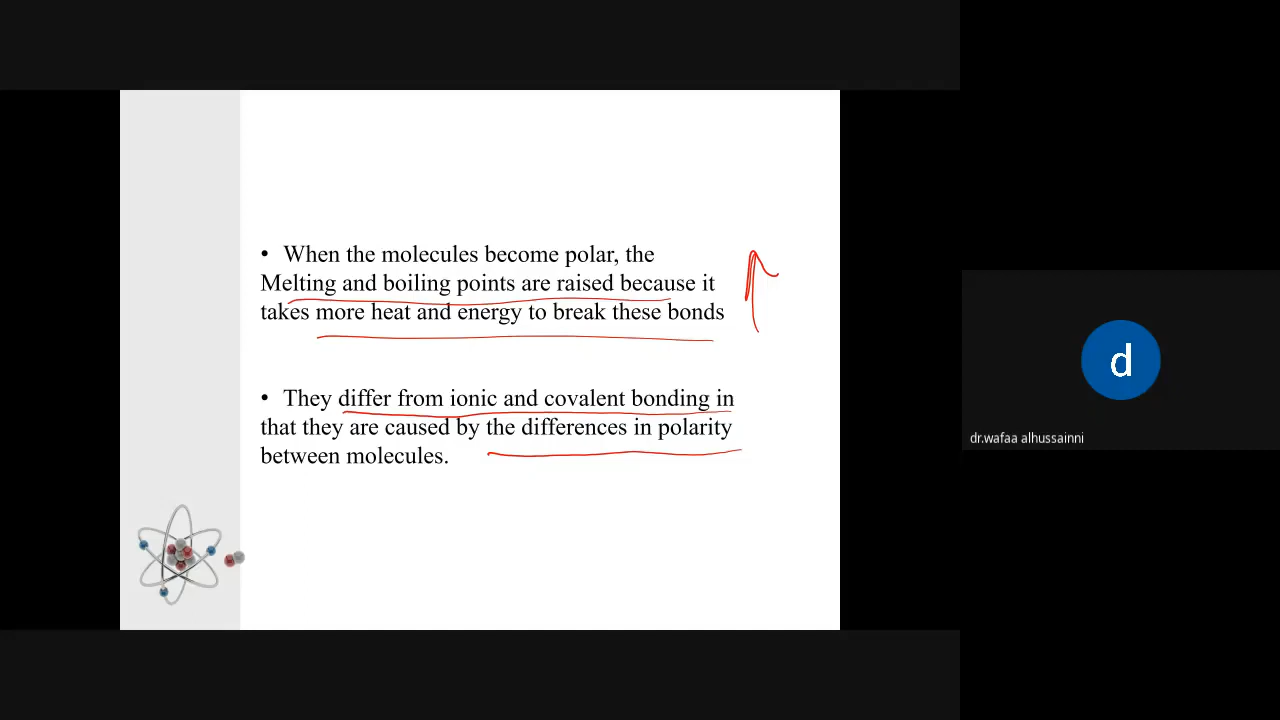 • When the molecules become polar, the
Melting and boiling points are raised because it
takes more heat and energy to break these bonds
• They differ from ionic and covalent bonding in
that they are caused by the differences in polarity
between molecules.
d
dr.wafaa alhussainni